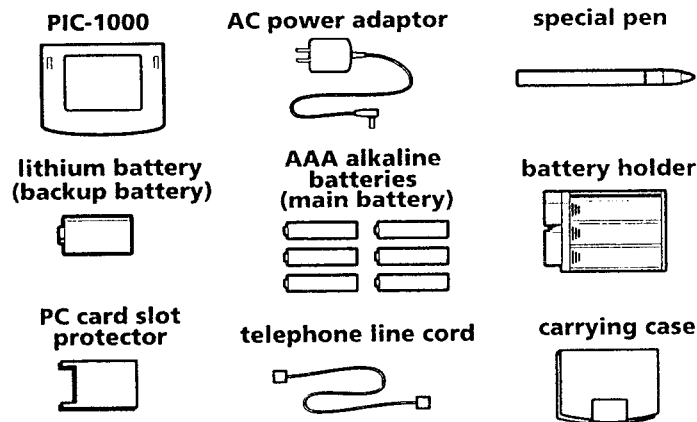 PIC-1000
AC power adaptor
special pen
lithium battery
(backup battery)
AAA alkaline
batteries
(main battery)
battery holder
PC card slot
protector
telephone line cord
carrying case